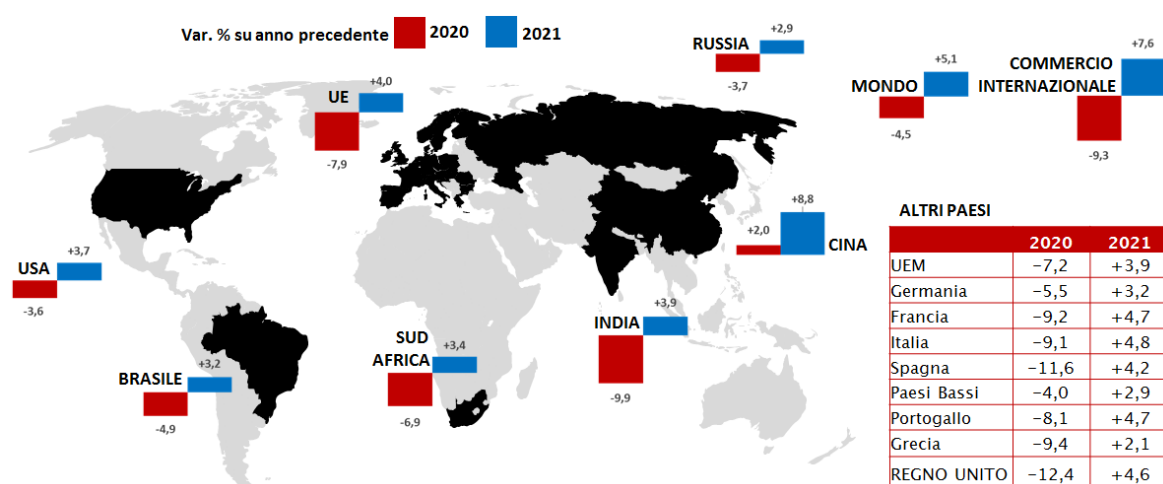 Var. % su anno precedente 2020 2021
RUSSIA
+2,9
-3,7
MONDO
+5,1
-4,5
COMMERCIO
INTERNAZIONALE
+7,6
-9,3
UE
+4,0
-7,9
USA
+3,7
-3,6
BRASILE
+3,2
-4,9
SUD
AFRICA
+3,4
-6,9
INDIA
+3,9
-9,9
CINA
+2,0
+8,8
ALTRI PAESI
2020 2021
UEM -7,2 +3,9
Germania -5,5 +3,2
Francia -9,2 +4,7
Italia -9,1 +4,8
Spagna -11,6 +4,2
Paesi Bassi -4,0 +2,9
Portogallo -8,1 +4,7
Grecia -9,4 +2,1
REGNO UNITO -12,4 +4,6